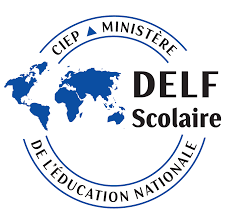 CIEP ▲ MINISTÈRE
DELF
Scolaire
DE L'ÉDUCATION NATIONALE